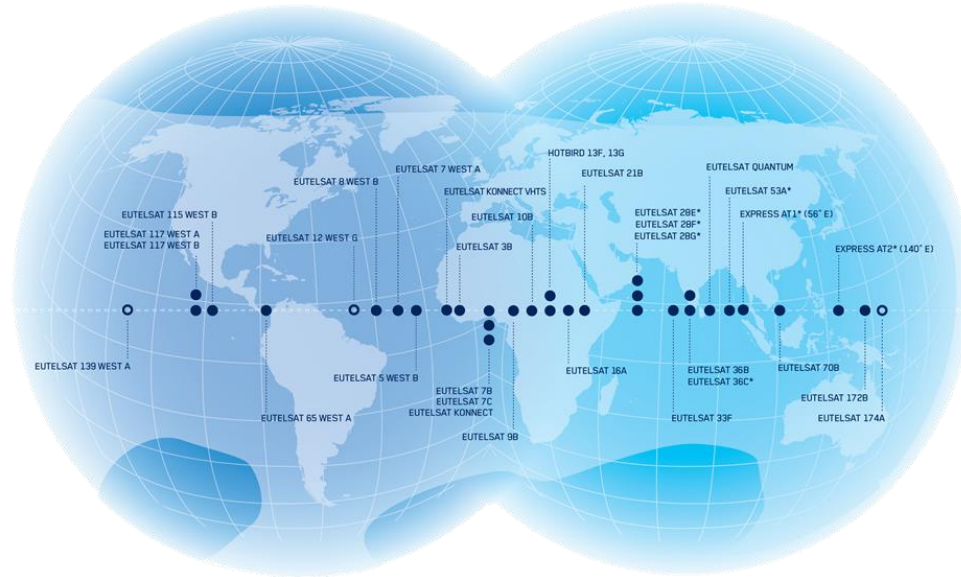 HOTBIRD 13F, 13G
EUTELSAT 7 WEST A
EUTELSAT QUANTUM
EUTELSAT 21B
EUTELSAT 8 WEST B
EUTELSAT KONNECT VHTS
EUTELSAT 53A*
EUTELSAT 115 WEST B
EUTELSAT 10B
EUTELSAT 28E*
EUTELSAT 28F*
EUTELSAT 28G*
EXPRESS AT1* (56° E)
EUTELSAT 117 WEST A
EUTELSAT 117 WEST B
EUTELSAT 12 WEST G
EUTELSAT 3B
EXPRESS AT2* (140° E)
EUTELSAT 139 WEST A
EUTELSAT 5 WEST B
EUTELSAT 16A
EUTELSAT 36B
EUTELSAT 36C*
EUTELSAT 70B
EUTELSAT 7B
EUTELSAT 7C
EUTELSAT KONNECT
EUTELSAT 172B
EUTELSAT 65 WEST A
EUTELSAT 33F
EUTELSAT 174A
EUTELSAT 9B